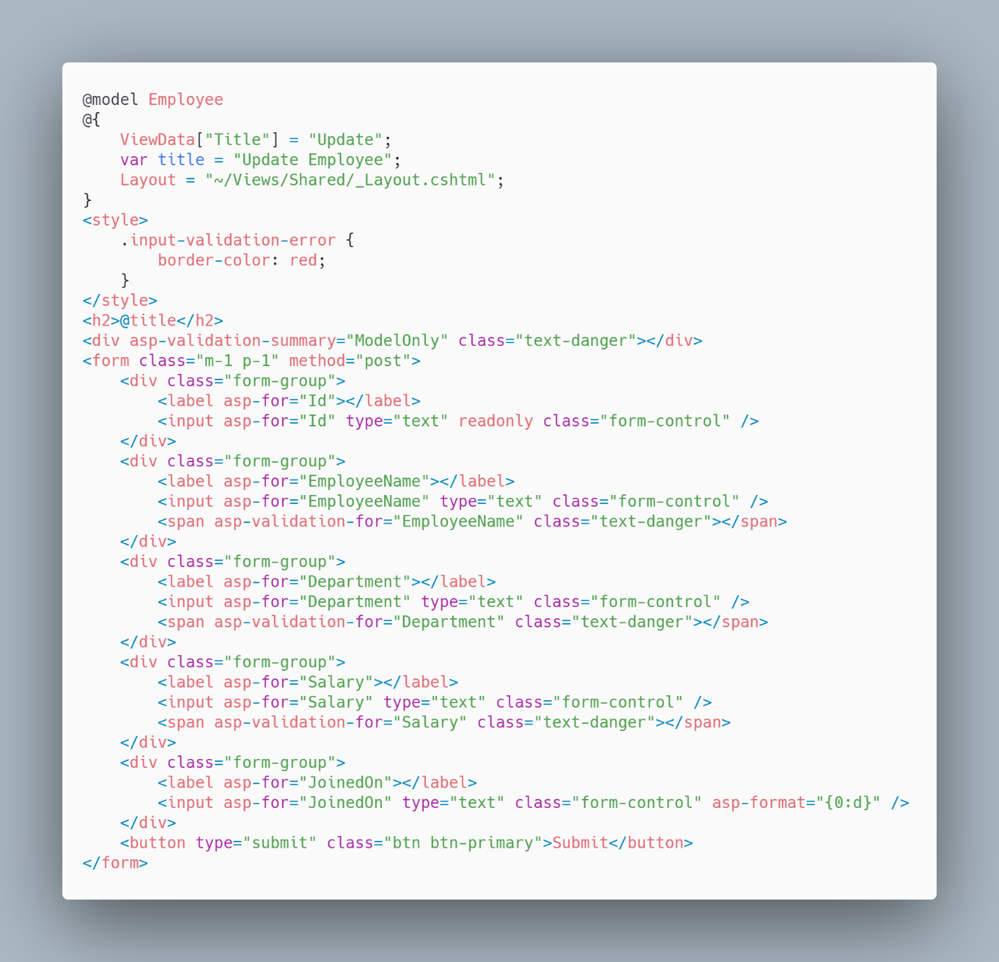 @model Employee
@{
    ViewData["Title"] = "Update";
    var title = "Update Employee";
    Layout = "~/Views/Shared/_Layout.cshtml";
}
<style>
    .input-validation-error {
        border-color: red;
    }
</style>
<h2>@title</h2>
<div asp-validation-summary="ModelOnly" class="text-danger"></div>
<form class="m-1 p-1" method="post">
    <div class="form-group">
        <label asp-for="Id"></label>
        <input asp-for="Id" type="text" readonly class="form-control" />
    </div>
    <div class="form-group">
        <label asp-for="EmployeeName"></label>
        <input asp-for="EmployeeName" type="text" class="form-control" />
        <span asp-validation-for="EmployeeName" class="text-danger"></span>
    </div>
    <div class="form-group">
        <label asp-for="Department"></label>
        <input asp-for="Department" type="text" class="form-control" />
        <span asp-validation-for="Department" class="text-danger"></span>
    </div>
    <div class="form-group">
        <label asp-for="Salary"></label>
        <input asp-for="Salary" type="text" class="form-control" />
        <span asp-validation-for="Salary" class="text-danger"></span>
    </div>
    <div class="form-group">
        <label asp-for="JoinedOn"></label>
        <input asp-for="JoinedOn" type="text" class="form-control" asp-format="{0:d}" />
    </div>
    <button type="submit" class="btn btn-primary">Submit</button>
</form>